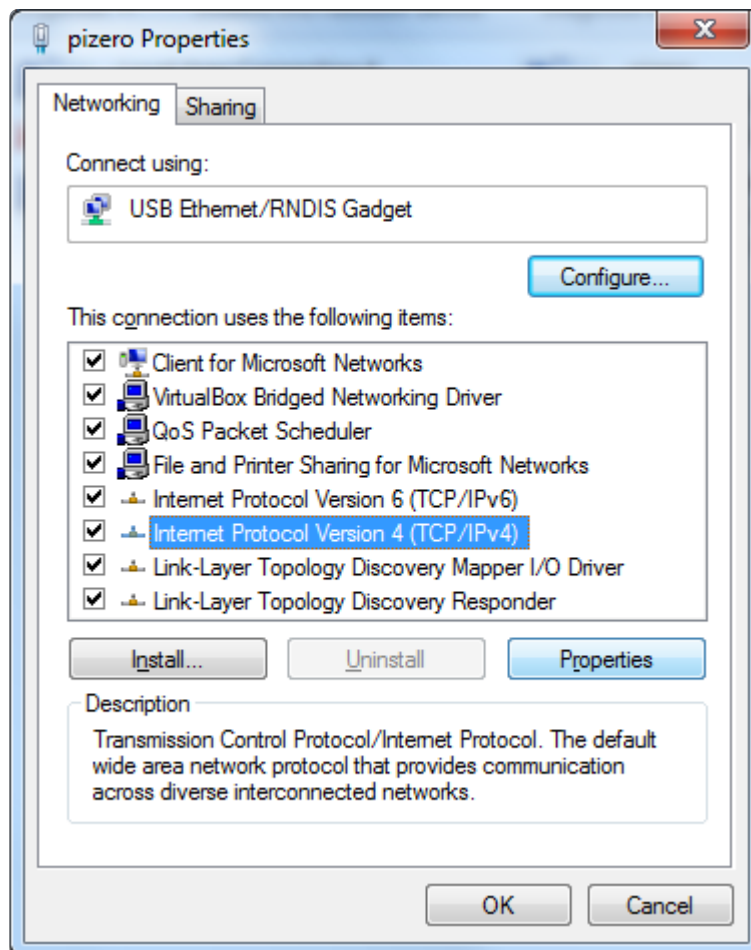 pizero Properties
Networking
Sharing
Connect using:
USB Ethernet/RNDIS Gadget
Configure...
This connection uses the following items:
Client for Microsoft Networks
VirtualBox Bridged Networking Driver
QoS Packet Scheduler
File and Printer Sharing for Microsoft Networks
Internet Protocol Version 6 (TCP/IPv6)
Internet Protocol Version 4 (TCP/IPv4)
Link-Layer Topology Discovery Mapper I/O Driver
Link-Layer Topology Discovery Responder
Install...
Uninstall
Properties
Description
Transmission Control Protocol/Internet Protocol. The default
wide area network protocol that provides communication
across diverse interconnected networks.
OK
Cancel